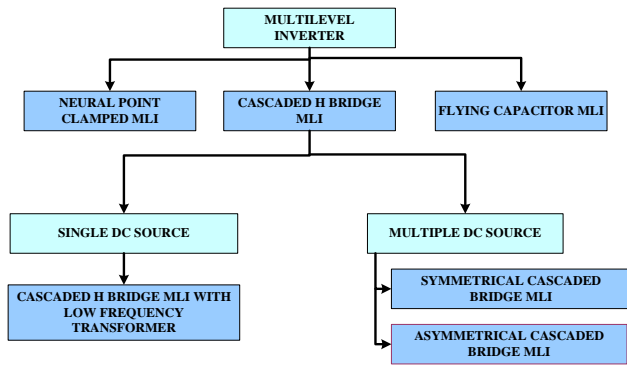 MULTILEVEL
INVERTER
NEURAL POINT
CLAMPED MLI
CASCADED H BRIDGE
MLI
FLYING CAPACITOR MLI
SINGLE DC SOURCE
MULTIPLE DC SOURCE
CASCADED H BRIDGE MLI WITH
LOW FREQUENCY
TRANSFORMER
SYMMETRICAL CASCADED
BRIDGE MLI
ASYMMETRICAL CASCADED
BRIDGE MLI